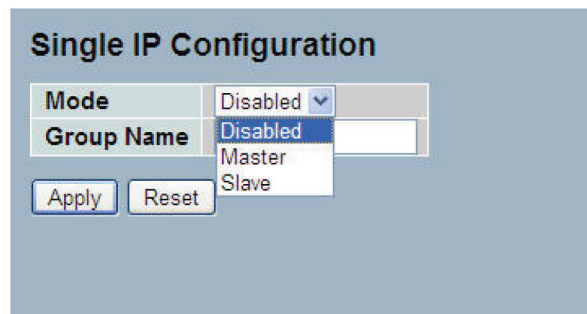 Single IP Configuration
Mode Disabled
Group Name Disabled
Master
Slave
Apply Reset